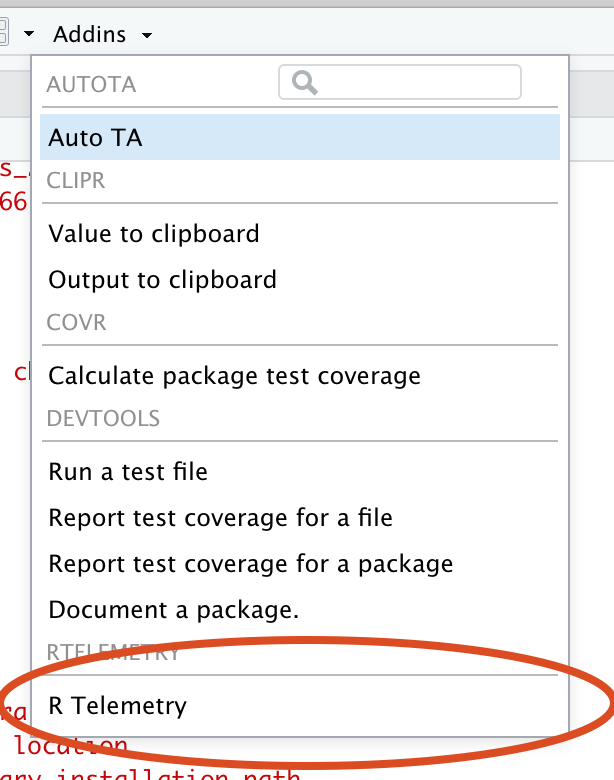 Addins
AUTOTA
Auto TA
CLIPR
66
Value to clipboard
Output to clipboard
COVR
Calculate package test coverage
DEVTOOLS
Run a test file
Report test coverage for a file
Report test coverage for a package
Document a package.
RTELEMETRY
R Telemetry
ra
location
ary installation path